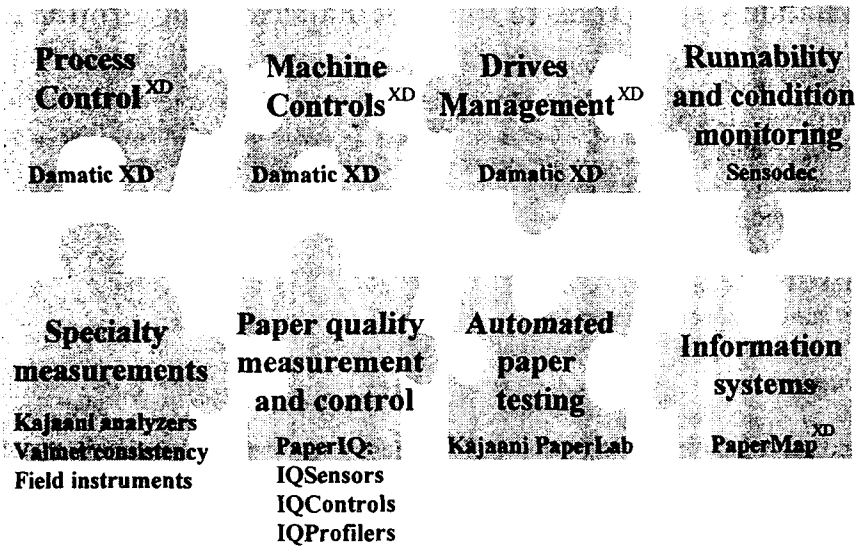 Process
Control XD
Damatic XD
Machine
Controls XD
Damatic XD
Drives
Management XD
Damatic XD
Runnability
and condition
monitoring
Sensodec
Specialty
measurements
Kajaani analyzers
Valmet consistency
Field instruments
Paper quality
measurement
and control
PaperIQ:
IQSensors
IQControls
IQProfilers
Automated
paper
testing
Kajaani PaperLab
Information
systems
PaperMap XD